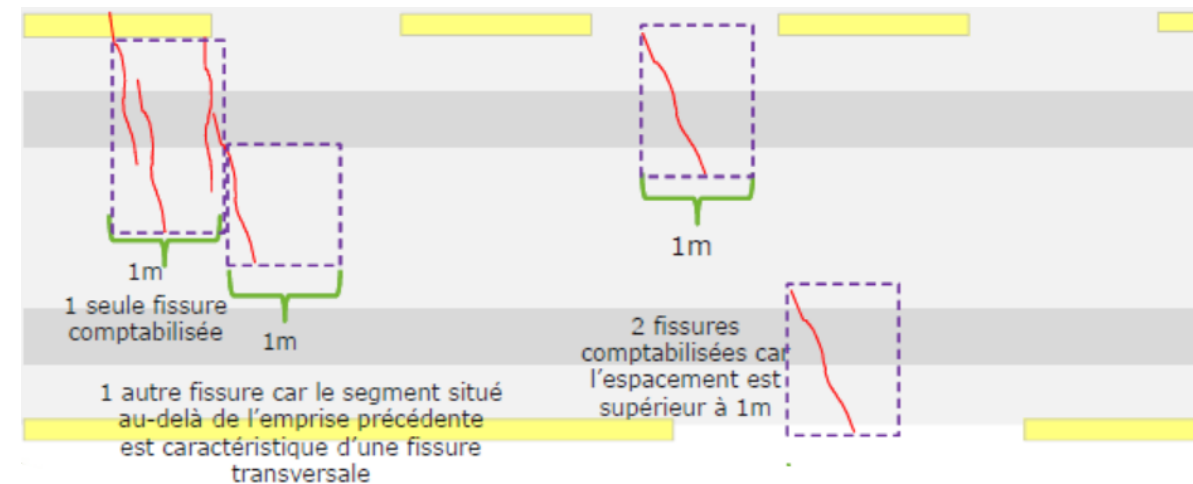 1m
1 seule fissure
comptabilisée
1m
1 autre fissure car le segment situé
au-delà de l'emprise précédente
est caractéristique d'une fissure
transversale
1m
2 fissures
comptabilisées car
l'espacement est
supérieur à 1m